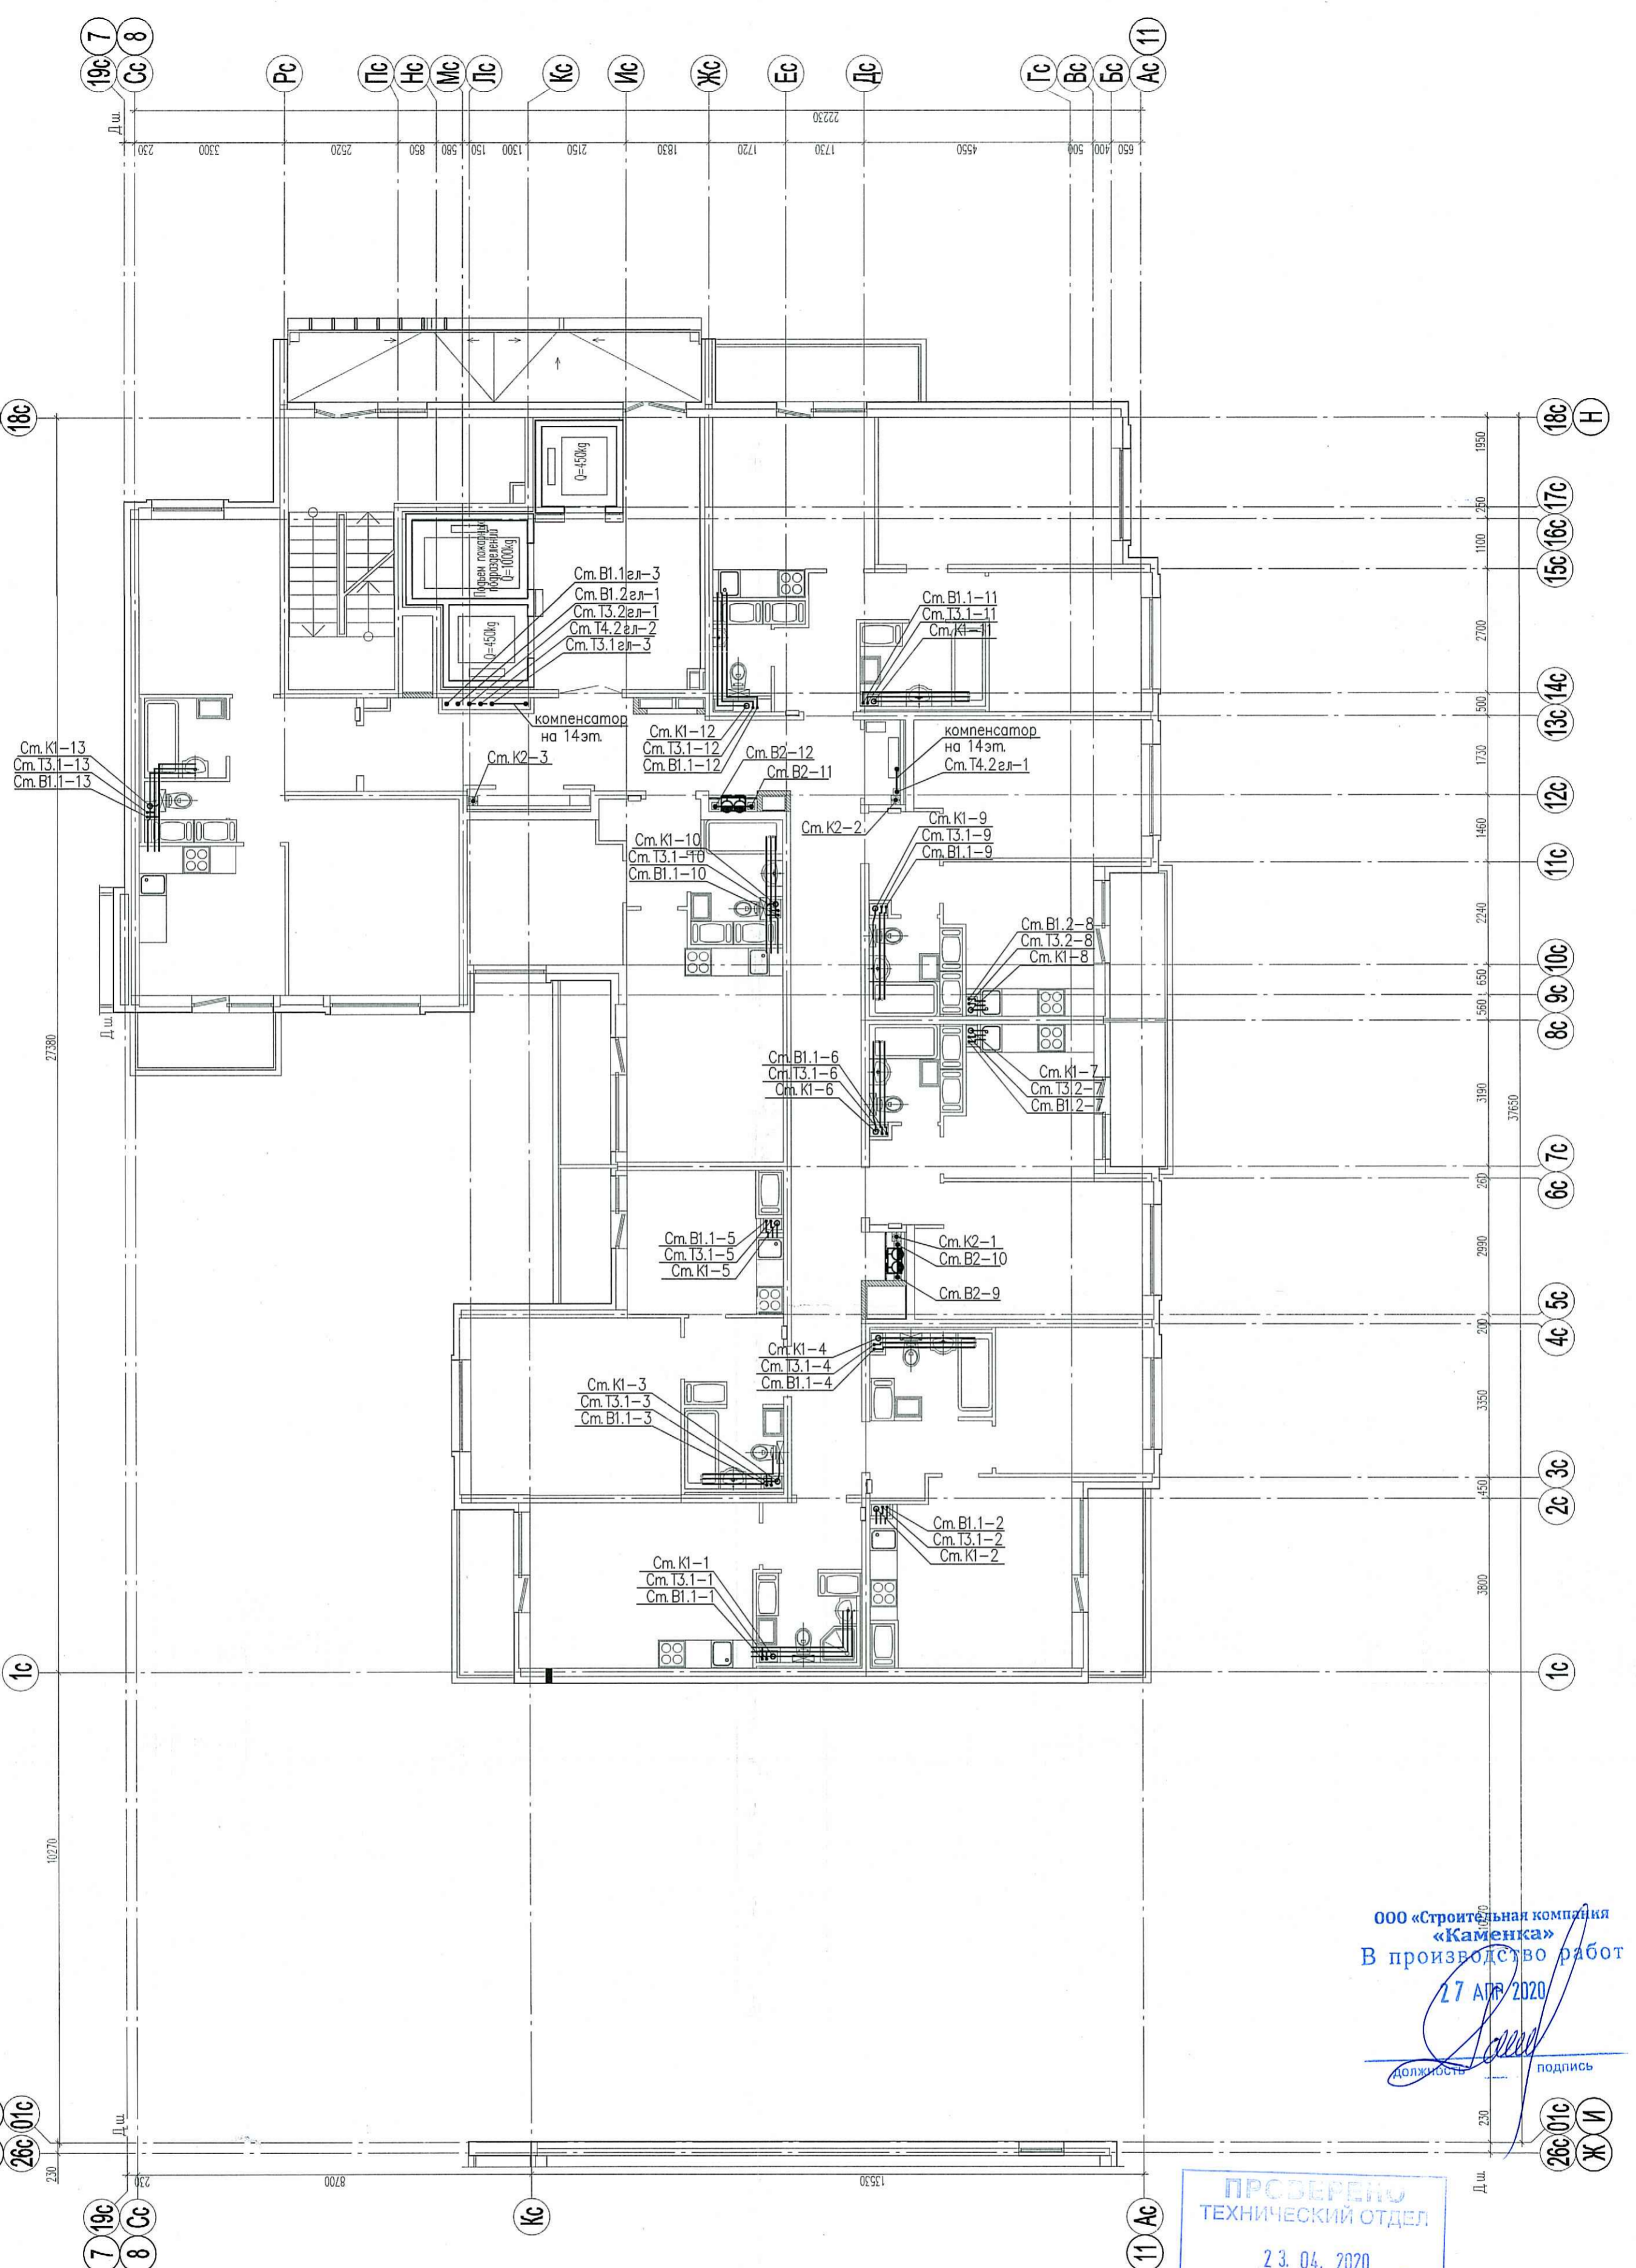 19с 7
Сс 8
Рс
Пс
Нс
Мс
Лс
Кс
Ис
Жс
Ес
Дс
Гс
Вс
Бс
Ас 11
Д.ш.
22230
230
3300
2520
850
580
150
1300
2150
1830
1720
1730
4550
500
400
650
18с
18с Н
17с
16с
15с
14с
13с
12с
11с
10с
9с
8с
7с
6с
5с
4с
3с
2с
1с
1с
1950
250
1100
2700
500
1730
1460
2240
650
560
3190
260
2990
200
3350
450
3800
37650
10270
230
27380
10270
230
Q=450kg
Подъем пожарных
подразделений
Q=1000kg
Q=450kg
Ст. В1.1гл-3
Ст. В1.2гл-1
Ст. Т3.2гл-1
Ст. Т4.2гл-2
Ст. Т3.1гл-3
компенсатор
на 14эт.
Ст. В1.1-11
Ст. Т3.1-11
Ст. К1-11
Ст. К1-12
Ст. Т3.1-12
Ст. В1.1-12
компенсатор
на 14эт.
Ст. Т4.2гл-1
Ст. К1-13
Ст. Т3.1-13
Ст. В1.1-13
Ст. К2-3
Ст. В2-12
Ст. В2-11
Ст. К2-2
Ст. К1-10
Ст. Т3.1-10
Ст. В1.1-10
Ст. К1-9
Ст. Т3.1-9
Ст. В1.1-9
Ст. В1.2-8
Ст. Т3.2-8
Ст. К1-8
Д.ш.
Ст. В1.1-6
Ст. Т3.1-6
Ст. К1-6
Ст. К1-7
Ст. Т3.2-7
Ст. В1.2-7
Ст. В1.1-5
Ст. Т3.1-5
Ст. К1-5
Ст. К2-1
Ст. В2-10
Ст. В2-9
Ст. К1-4
Ст. Т3.1-4
Ст. В1.1-4
Ст. К1-3
Ст. Т3.1-3
Ст. В1.1-3
Ст. В1.1-2
Ст. Т3.1-2
Ст. К1-2
Ст. К1-1
Ст. Т3.1-1
Ст. В1.1-1
ООО «Строительная компания
«Каменка»
В производство работ
27 АПР 2020
должность подпись
01с
26с
Д.ш.
230
8700
13530
Д.ш.
01с И
26с Ж
7 19с
8 Сс
Кс
11 Ас
ПРОВЕРЕНО
ТЕХНИЧЕСКИЙ ОТДЕЛ
23. 04. 2020